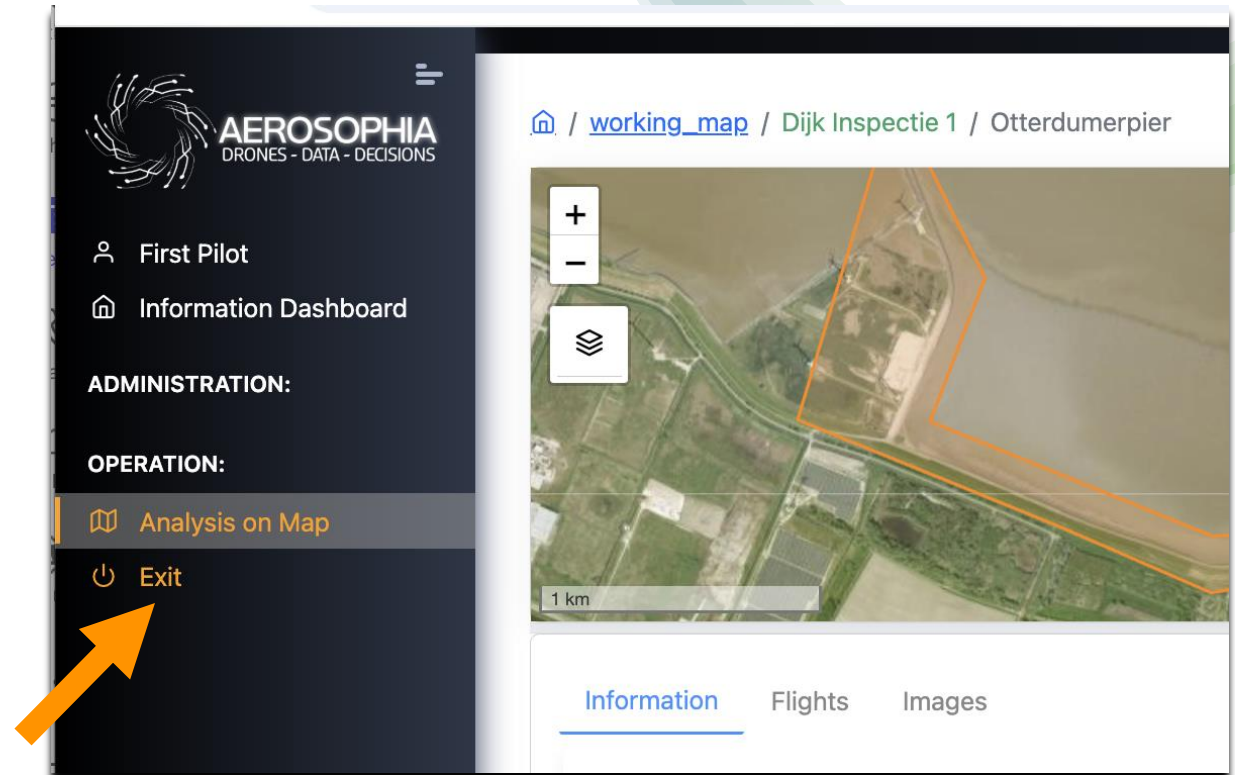 AEROSOPHIA
DRONES - DATA - DECISIONS
First Pilot
Information Dashboard
ADMINISTRATION:
OPERATION:
Analysis on Map
Exit
/ working_map / Dijk Inspectie 1 / Otterdumerpier
+
−
1 km
Information Flights Images